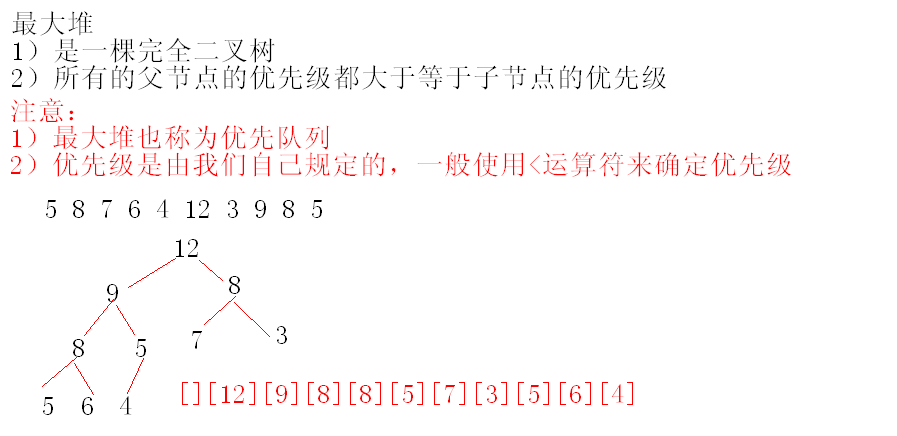 最大堆
1）是一棵完全二叉树
2）所有的父节点的优先级都大于等于子节点的优先级
注意：
1）最大堆也称为优先队列
2）优先级是由我们自己规定的，一般使用<运算符来确定优先级
5 8 7 6 4 12 3 9 8 5
12
9 8
8 5 7 3
5 6 4
[][12][9][8][8][5][7][3][5][6][4]